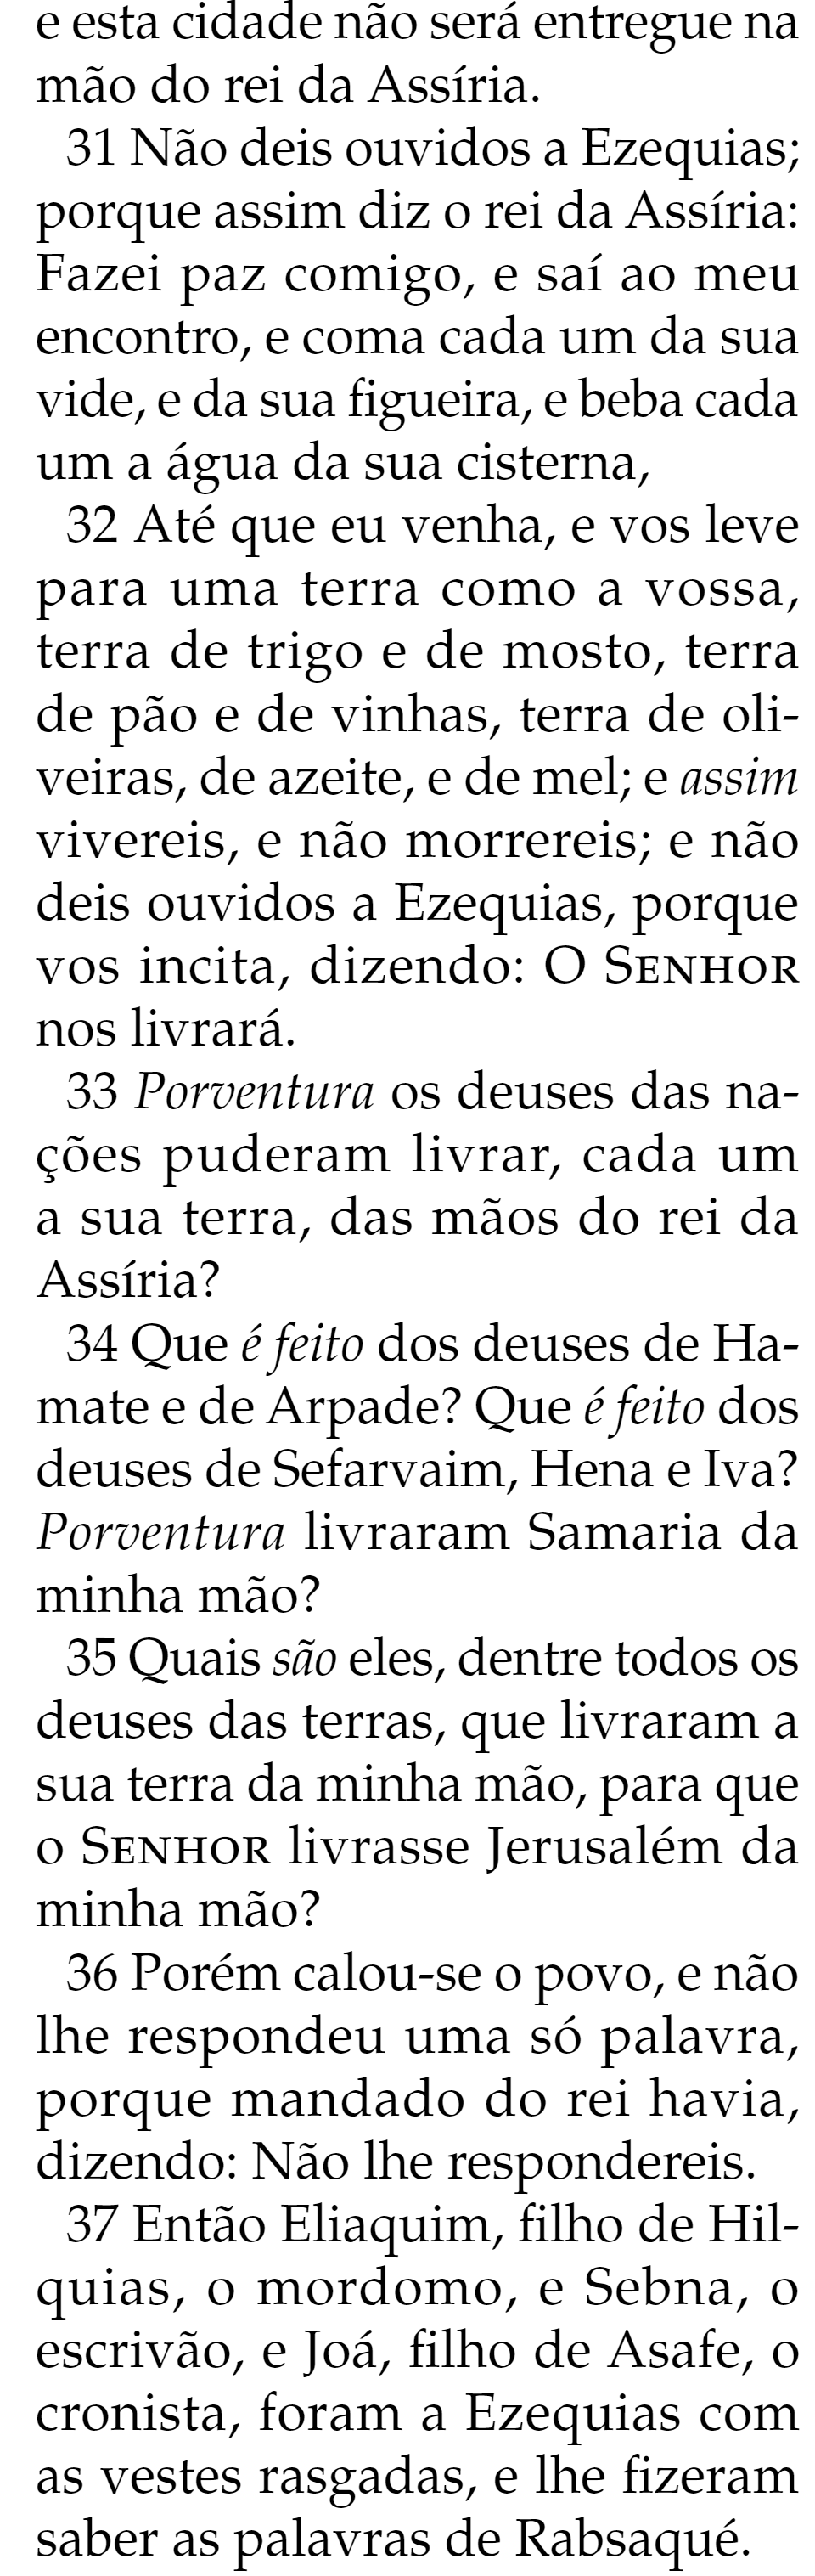 e esta cidade não será entregue na
mão do rei da Assíria.
31 Não deis ouvidos a Ezequias;
porque assim diz o rei da Assíria:
Fazei paz comigo, e saí ao meu
encontro, e coma cada um da sua
vide, e da sua figueira, e beba cada
um a água da sua cisterna,
32 Até que eu venha, e vos leve
para uma terra como a vossa,
terra de trigo e de mosto, terra
de pão e de vinhas, terra de oli-
veiras, de azeite, e de mel; e assim
vivereis, e não morrereis; e não
deis ouvidos a Ezequias, porque
vos incita, dizendo: O SENHOR
nos livrará.
33 Porventura os deuses das na-
ções puderam livrar, cada um
a sua terra, das mãos do rei da
Assíria?
34 Que é feito dos deuses de Ha-
mate e de Arpade? Que é feito dos
deuses de Sefarvaim, Hena e Iva?
Porventura livraram Samaria da
minha mão?
35 Quais são eles, dentre todos os
deuses das terras, que livraram a
sua terra da minha mão, para que
o SENHOR livrasse Jerusalém da
minha mão?
36 Porém calou-se o povo, e não
lhe respondeu uma só palavra,
porque mandado do rei havia,
dizendo: Não lhe respondereis.
37 Então Eliaquim, filho de Hil-
quias, o mordomo, e Sebna, o
escrivão, e Joá, filho de Asafe, o
cronista, foram a Ezequias com
as vestes rasgadas, e lhe fizeram
saber as palavras de Rabsaqué.